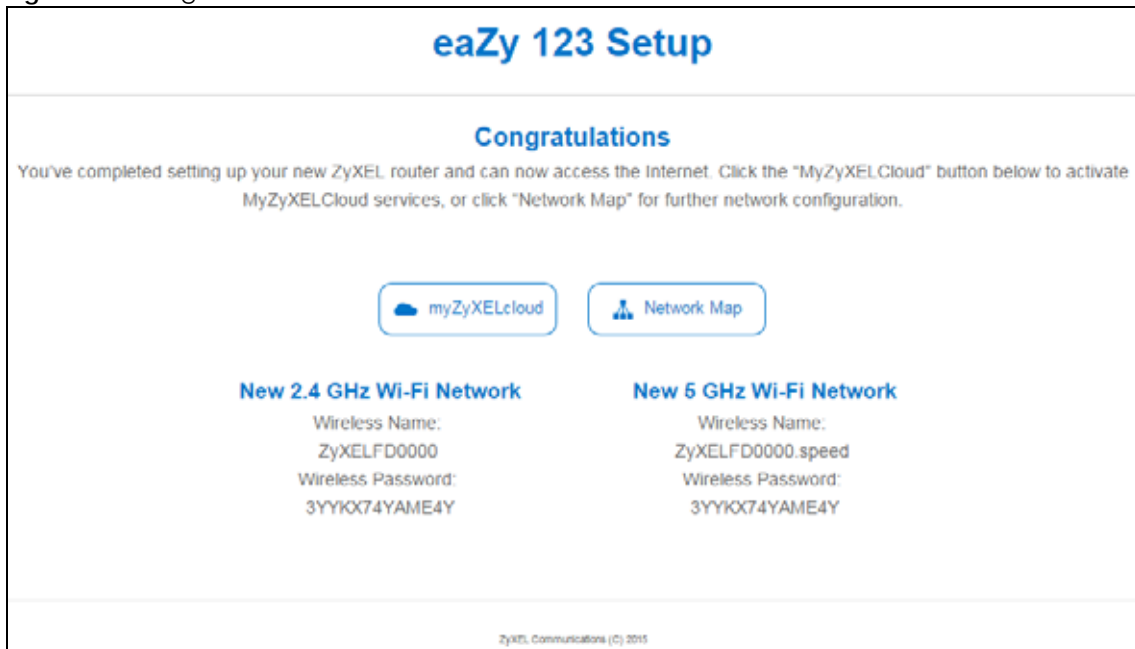 eaZy 123 Setup
Congratulations
You've completed setting up your new ZyXEL router and can now access the Internet. Click the "MyZyXELCloud" button below to activate
MyZyXELCloud services, or click "Network Map" for further network configuration.
myZyXELcloud
Network Map
New 2.4 GHz Wi-Fi Network
Wireless Name:
ZyXELFD0000
Wireless Password:
3YYKX74YAME4Y
New 5 GHz Wi-Fi Network
Wireless Name:
ZyXELFD0000.speed
Wireless Password:
3YYKX74YAME4Y
ZyXEL Communications (C) 2015